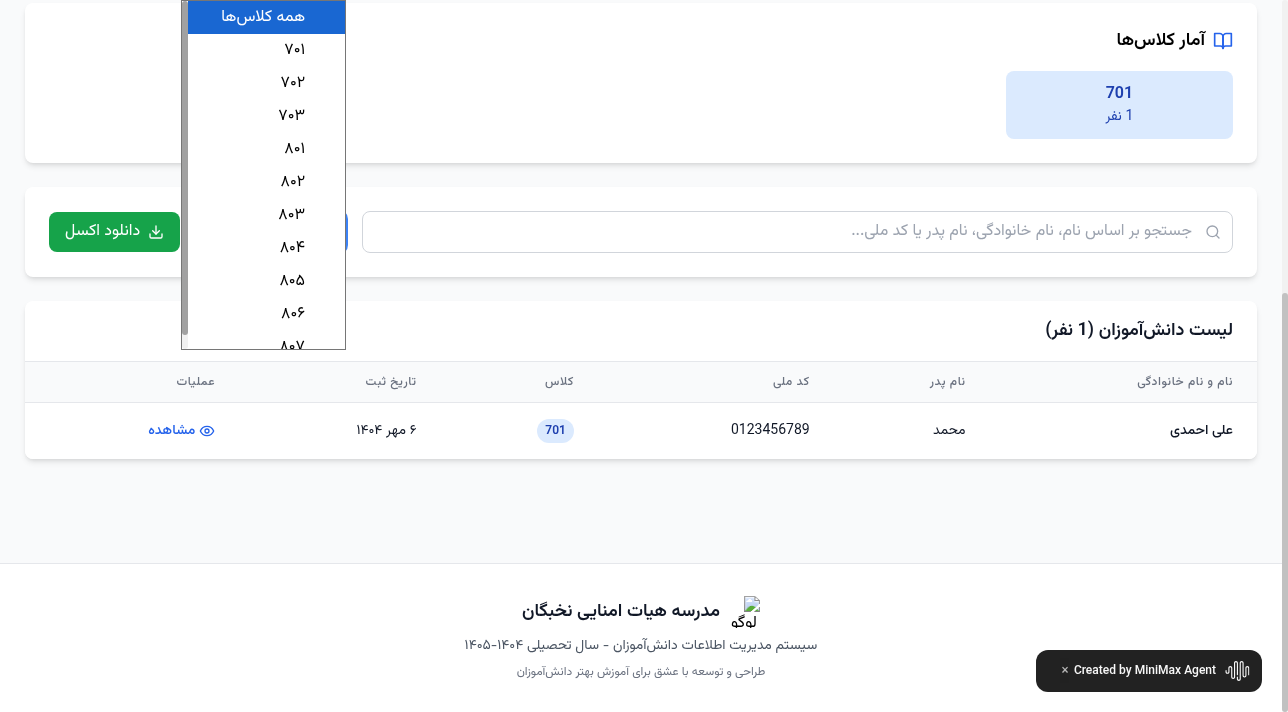 همه کلاس‌ها
۷۰۱
۷۰۲
۷۰۳
۸۰۱
۸۰۲
۸۰۳
۸۰۴
۸۰۵
۸۰۶
۸۰۷
آمار کلاس‌ها
701
1 نفر
جستجو بر اساس نام، نام خانوادگی، نام پدر یا کد ملی...
دانلود اکسل
لیست دانش‌آموزان (1 نفر)
نام و نام خانوادگی نام پدر کد ملی کلاس تاریخ ثبت عملیات
علی احمدی محمد 0123456789 701 ۶ مهر ۱۴۰۴ مشاهده
لوگو
مدرسه هیات امنایی نخبگان
سیستم مدیریت اطلاعات دانش‌آموزان - سال تحصیلی ۱۴۰۴-۱۴۰۵
طراحی و توسعه با عشق برای آموزش بهتر دانش‌آموزان
Created by MiniMax Agent ×